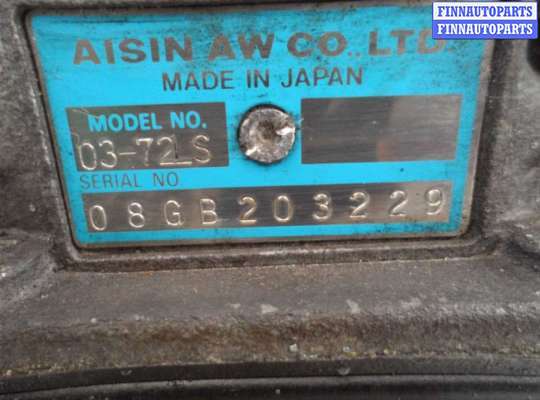 FINNAUTOPARTS
FINNAUTOPARTS
AISIN AW CO., LTD.
MADE IN JAPAN
MODEL NO.
03-72LS
SERIAL NO.
08GB203229